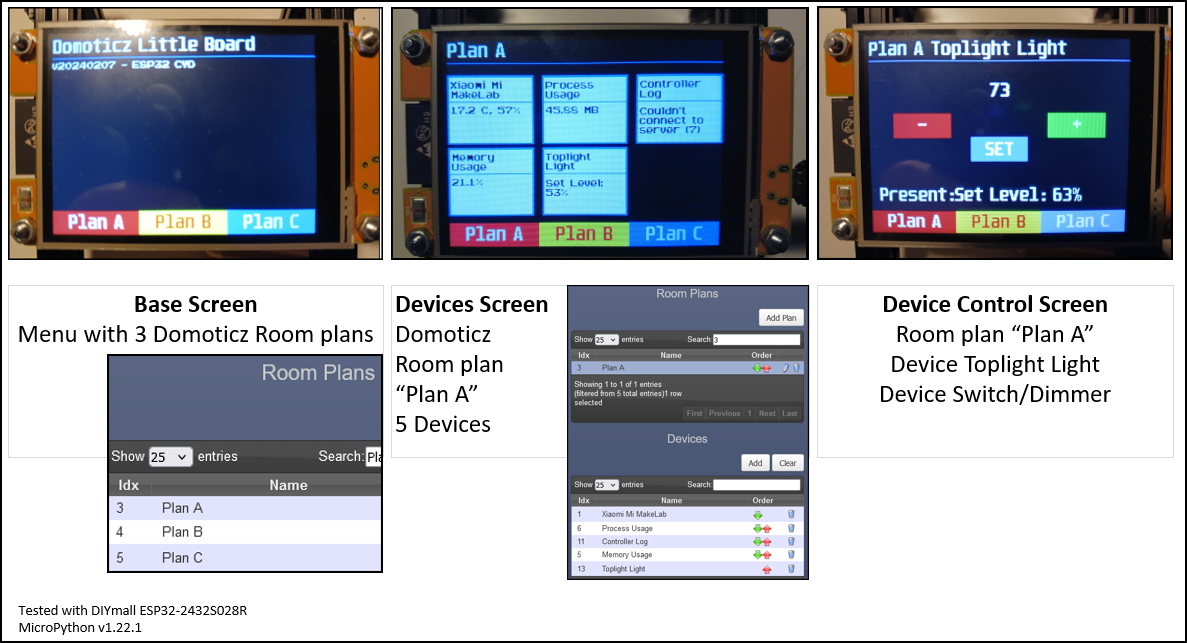 Domoticz Little Board
v20240207 - ESP32 CYD
Plan A Plan B Plan C
Plan A
Xiaomi Mi
MakeLab
17.2 C, 57%
Process
Usage
45.88 MB
Controller
Log
Couldn't
connect to
server (7)
Memory
Usage
21.1%
Toplight
Light
Set Level:
53%
Plan A Plan B Plan C
Plan A Toplight Light
73
- +
SET
Present:Set Level: 63%
Plan A Plan B Plan C
Base Screen
Menu with 3 Domoticz Room plans
Room Plans
Show 25 entries Search: Pla
Idx Name
3 Plan A
4 Plan B
5 Plan C
Devices Screen
Domoticz
Room plan
“Plan A”
5 Devices
Room Plans
Add Plan
Show 25 entries Search: 3
Idx Name Order
3 Plan A
Showing 1 to 1 of 1 entries
(filtered from 5 total entries)1 row
selected
First Previous 1 Next Last
Devices
Add Clear
Show 25 entries Search:
Idx Name Order
1 Xiaomi Mi MakeLab
6 Process Usage
11 Controller Log
5 Memory Usage
13 Toplight Light
Device Control Screen
Room plan “Plan A”
Device Toplight Light
Device Switch/Dimmer
Tested with DIYmall ESP32-2432S028R
MicroPython v1.22.1